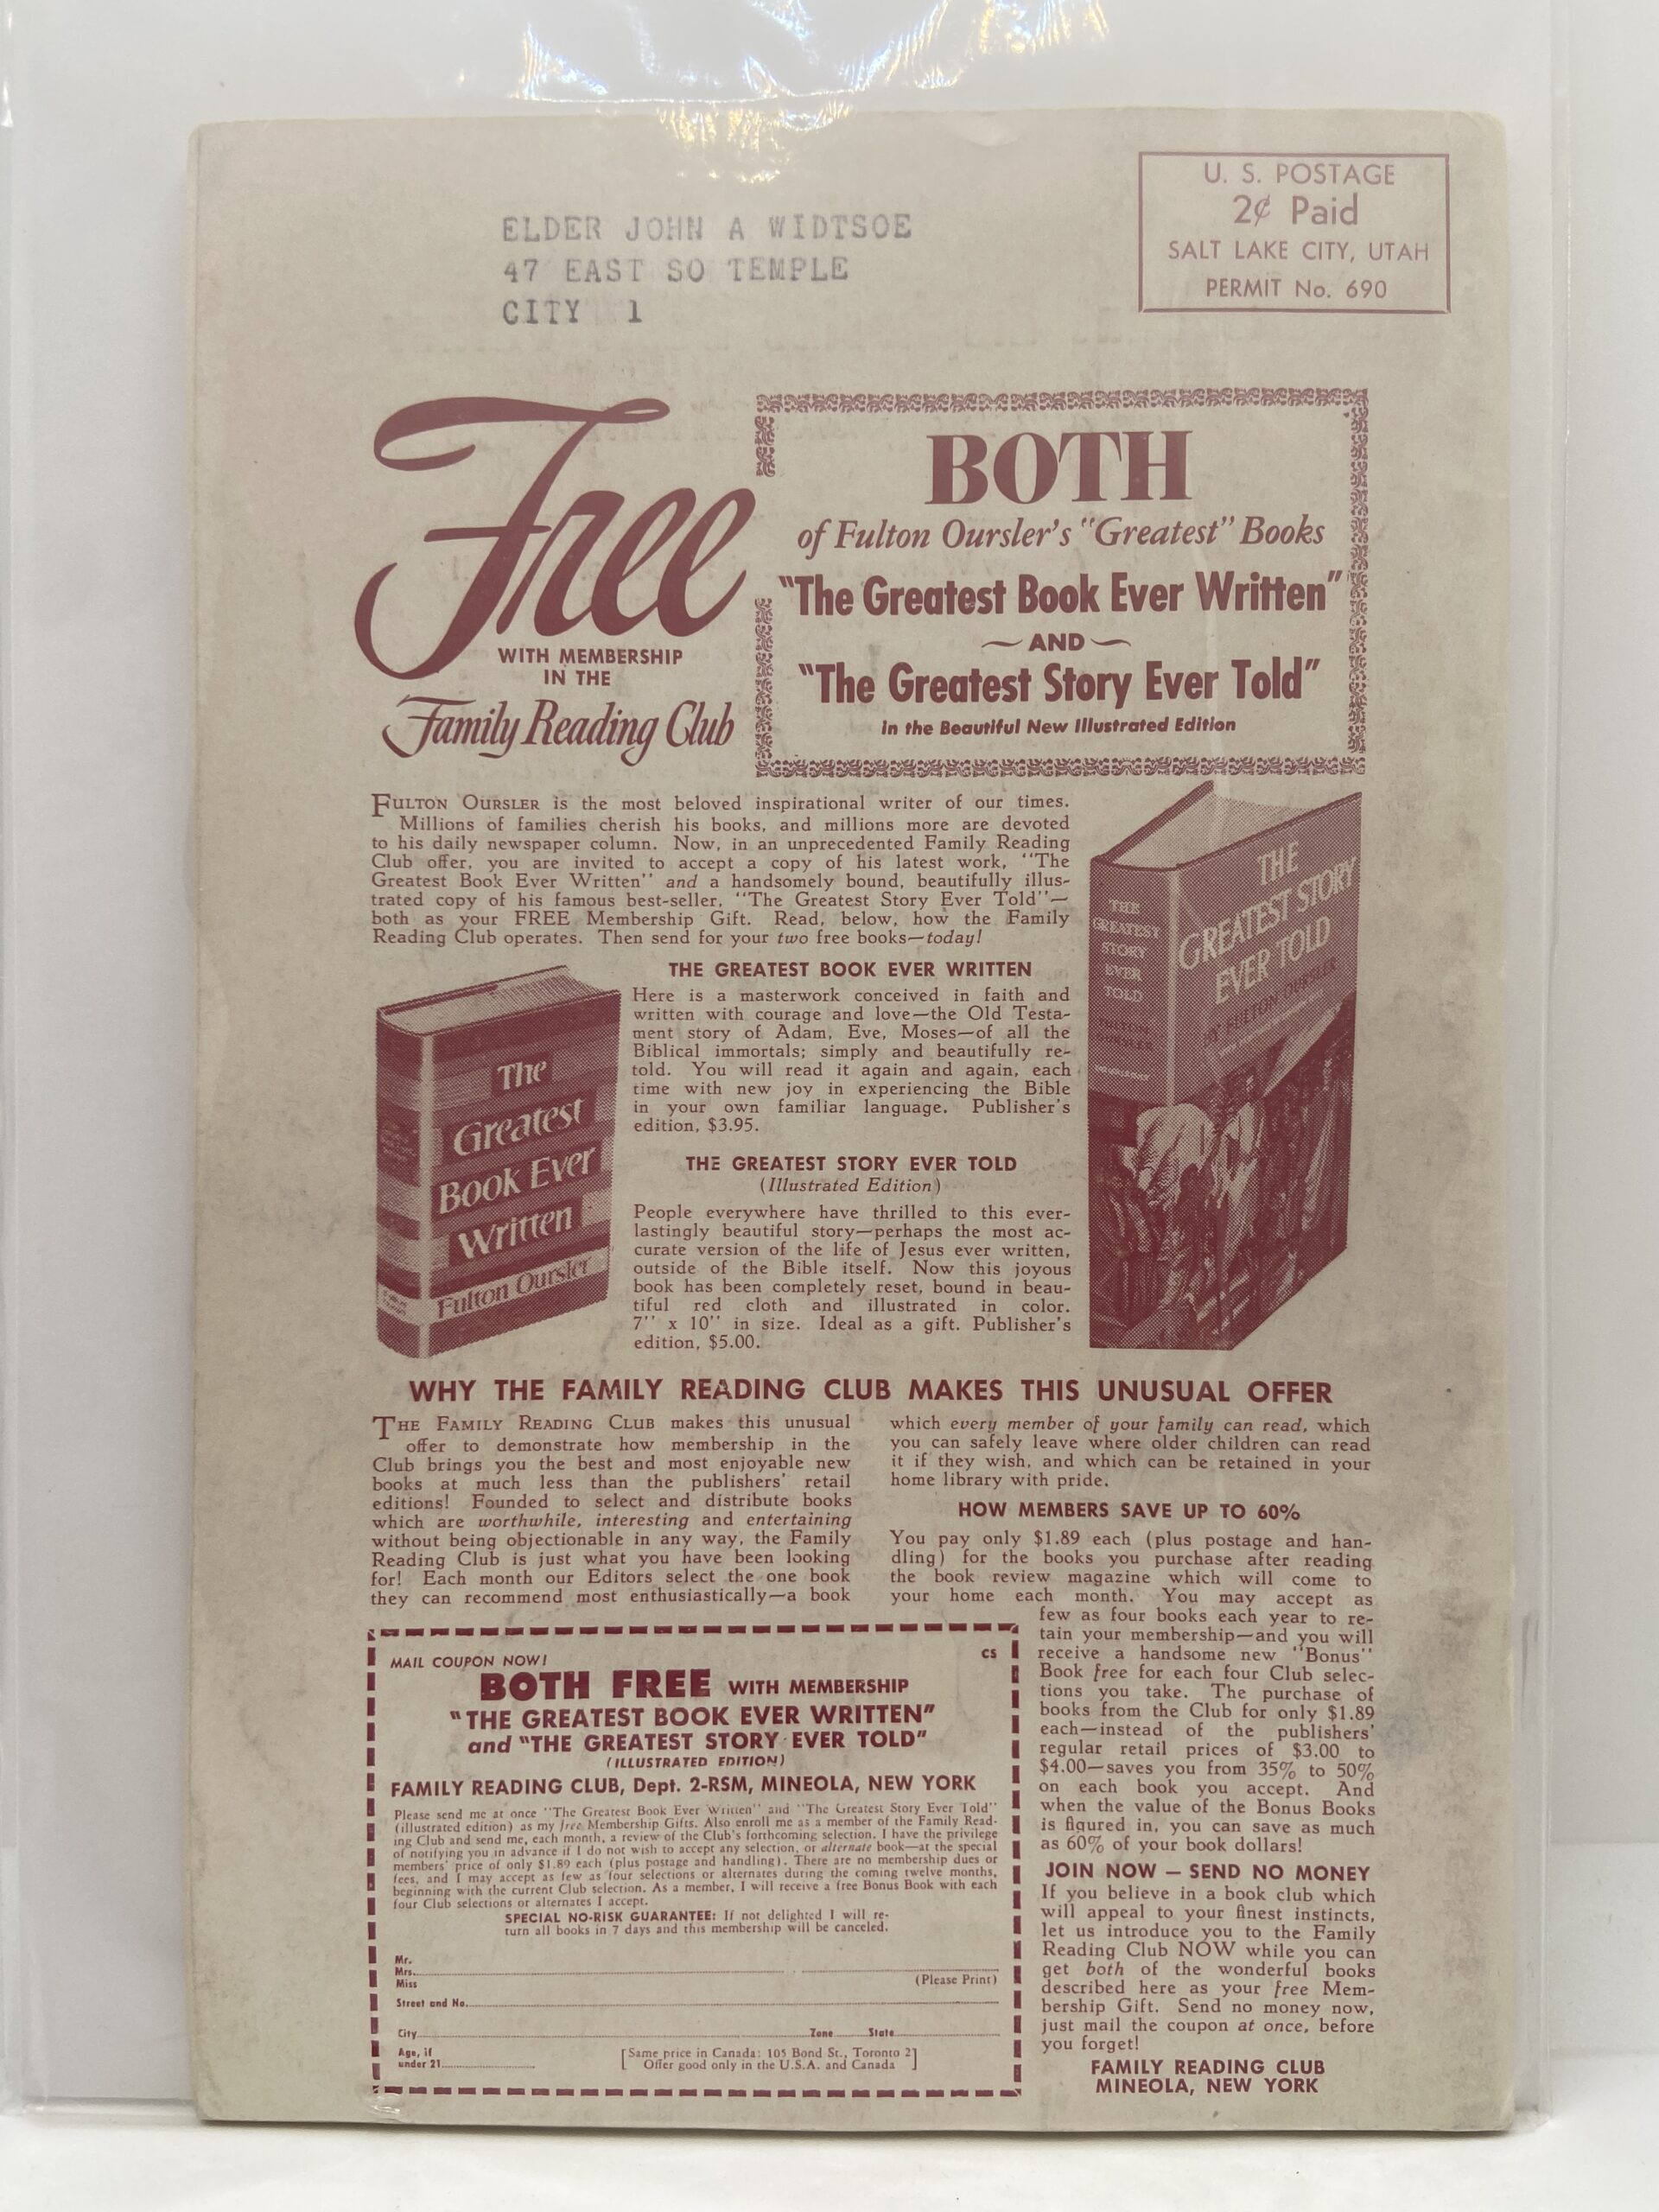 ELDER JOHN A WIDTSOE
47 EAST SO TEMPLE
CITY 1
U. S. POSTAGE
2¢ Paid
SALT LAKE CITY, UTAH
PERMIT No. 690
Free
WITH MEMBERSHIP
IN THE
Family Reading Club
BOTH
of Fulton Oursler's "Greatest" Books
"The Greatest Book Ever Written"
AND
"The Greatest Story Ever Told"
in the Beautiful New Illustrated Edition
FULTON OURSLER is the most beloved inspirational writer of our times.
Millions of families cherish his books, and millions more are devoted
to his daily newspaper column. Now, in an unprecedented Family Reading
Club offer, you are invited to accept a copy of his latest work, "The
Greatest Book Ever Written" and a handsomely bound, beautifully illus-
trated copy of his famous best-seller, "The Greatest Story Ever Told"—
both as your FREE Membership Gift. Read, below, how the Family
Reading Club operates. Then send for your two free books—today!
THE GREATEST BOOK EVER WRITTEN
Here is a masterwork conceived in faith and
written with courage and love—the Old Testa-
ment story of Adam, Eve, Moses—of all the
Biblical immortals; simply and beautifully re-
told. You will read it again and again, each
time with new joy in experiencing the Bible
in your own familiar language. Publisher's
edition, $3.95.
THE GREATEST STORY EVER TOLD
(Illustrated Edition)
People everywhere have thrilled to this ever-
lastingly beautiful story—perhaps the most ac-
curate version of the life of Jesus ever written,
outside of the Bible itself. Now this joyous
book has been completely reset, bound in beau-
tiful red cloth and illustrated in color.
7'' x 10'' in size. Ideal as a gift. Publisher's
edition, $5.00.
The
Greatest
Book Ever
Written
Fulton Oursler
THE
GREATEST
STORY
EVER
TOLD
FULTON
OURSLER
DOUBLEDAY
THE
GREATEST STORY
EVER TOLD
BY FULTON OURSLER
WHY THE FAMILY READING CLUB MAKES THIS UNUSUAL OFFER
THE FAMILY READING CLUB makes this unusual
offer to demonstrate how membership in the
Club brings you the best and most enjoyable new
books at much less than the publishers' retail
editions! Founded to select and distribute books
which are worthwhile, interesting and entertaining
without being objectionable in any way, the Family
Reading Club is just what you have been looking
for! Each month our Editors select the one book
they can recommend most enthusiastically—a book
which every member of your family can read, which
you can safely leave where older children can read
it if they wish, and which can be retained in your
home library with pride.
HOW MEMBERS SAVE UP TO 60%
You pay only $1.89 each (plus postage and han-
dling) for the books you purchase after reading
the book review magazine which will come to
your home each month. You may accept as
few as four books each year to re-
tain your membership—and you will
receive a handsome new "Bonus"
Book free for each four Club selec-
tions you take. The purchase of
books from the Club for only $1.89
each—instead of the publishers'
regular retail prices of $3.00 to
$4.00—saves you from 35% to 50%
on each book you accept. And
when the value of the Bonus Books
is figured in, you can save as much
as 60% of your book dollars!
JOIN NOW — SEND NO MONEY
If you believe in a book club which
will appeal to your finest instincts,
let us introduce you to the Family
Reading Club NOW while you can
get both of the wonderful books
described here as your free Mem-
bership Gift. Send no money now,
just mail the coupon at once, before
you forget!
FAMILY READING CLUB
MINEOLA, NEW YORK
MAIL COUPON NOW!
CS
BOTH FREE WITH MEMBERSHIP
"THE GREATEST BOOK EVER WRITTEN"
and "THE GREATEST STORY EVER TOLD"
(ILLUSTRATED EDITION)
FAMILY READING CLUB, Dept. 2-RSM, MINEOLA, NEW YORK
Please send me at once "The Greatest Book Ever Written" and "The Greatest Story Ever Told"
(illustrated edition) as my free Membership Gifts. Also enroll me as a member of the Family Read-
ing Club and send me, each month, a review of the Club's forthcoming selection. I have the privilege
of notifying you in advance if I do not wish to accept any selection, or alternate book—at the special
members' price of only $1.89 each (plus postage and handling). There are no membership dues or
fees, and I may accept as few as four selections or alternates during the coming twelve months,
beginning with the current Club selection. As a member, I will receive a free Bonus Book with each
four Club selections or alternates I accept.
SPECIAL NO-RISK GUARANTEE: If not delighted I will re-
turn all books in 7 days and this membership will be canceled.
Mr.
Mrs.
Miss
(Please Print)
Street and No.
City Zone State
Age, if
under 21
[Same price in Canada: 105 Bond St., Toronto 2]
Offer good only in the U.S.A. and Canada